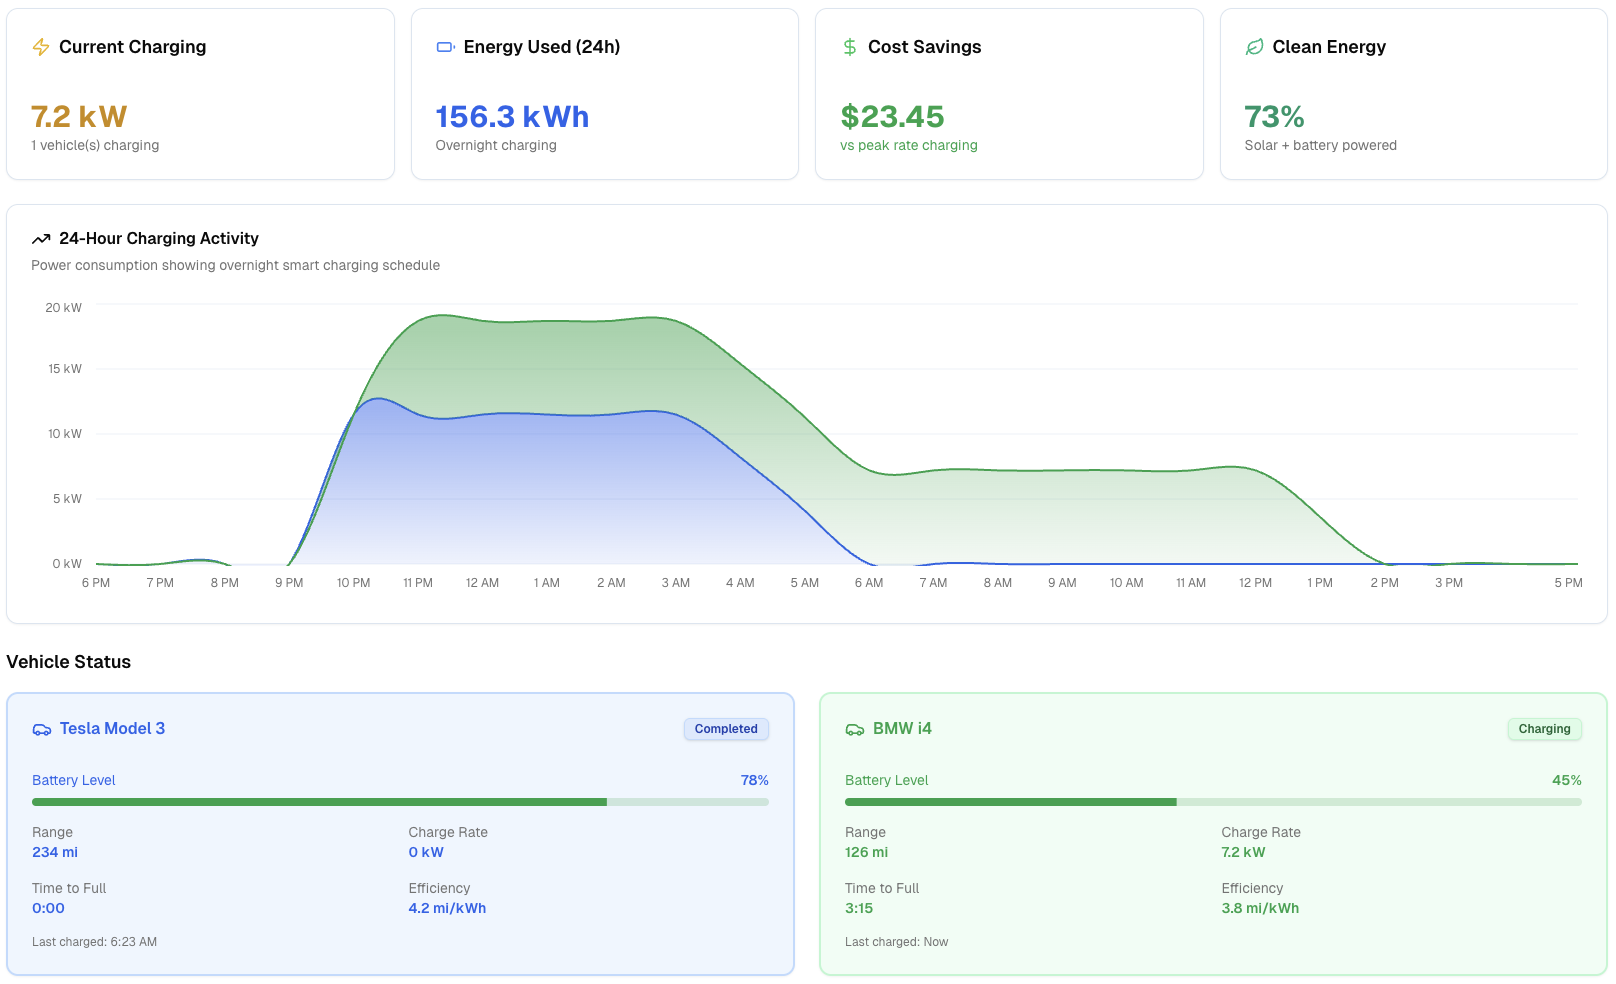 Current Charging
7.2 kW
1 vehicle(s) charging
Energy Used (24h)
156.3 kWh
Overnight charging
Cost Savings
$23.45
vs peak rate charging
Clean Energy
73%
Solar + battery powered
24-Hour Charging Activity
Power consumption showing overnight smart charging schedule
20 kW
15 kW
10 kW
5 kW
0 kW
6 PM 7 PM 8 PM 9 PM 10 PM 11 PM 12 AM 1 AM 2 AM 3 AM 4 AM 5 AM 6 AM 7 AM 8 AM 9 AM 10 AM 11 AM 12 PM 1 PM 2 PM 3 PM 5 PM
Vehicle Status
Tesla Model 3 Completed
Battery Level 78%
Range Charge Rate
234 mi 0 kW
Time to Full Efficiency
0:00 4.2 mi/kWh
Last charged: 6:23 AM
BMW i4 Charging
Battery Level 45%
Range Charge Rate
126 mi 7.2 kW
Time to Full Efficiency
3:15 3.8 mi/kWh
Last charged: Now